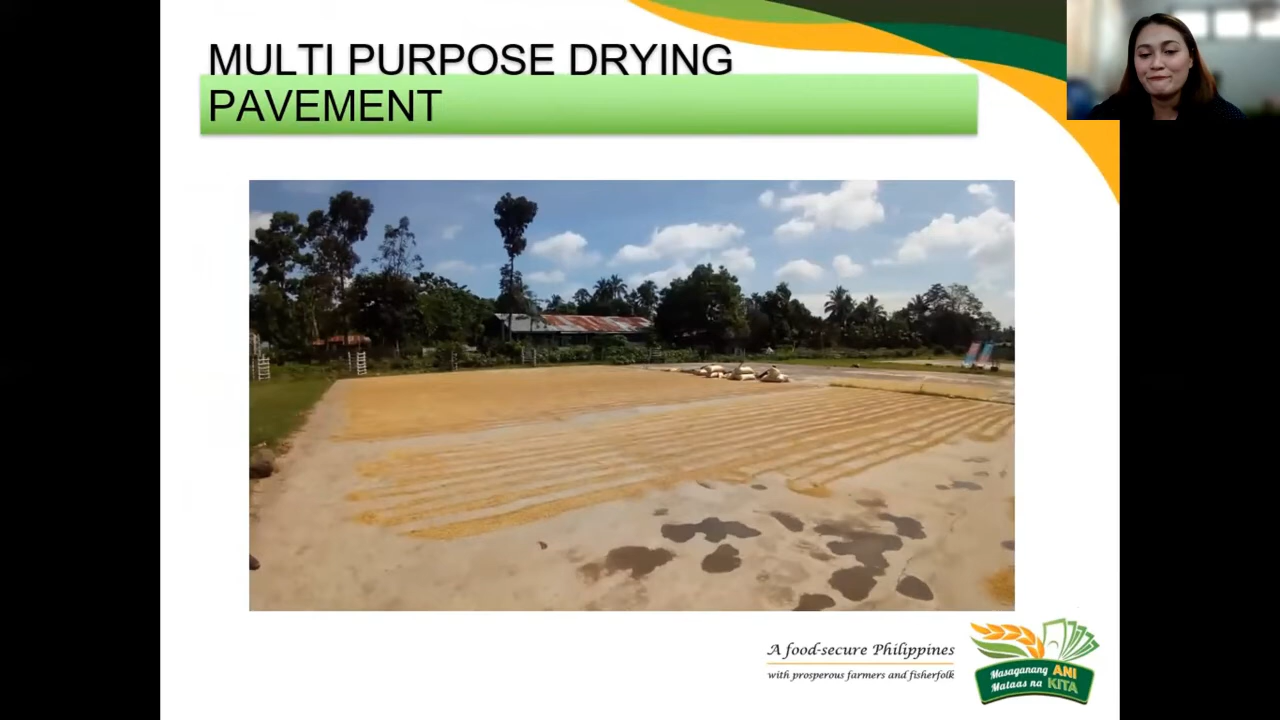 MULTI PURPOSE DRYING
PAVEMENT
A food-secure Philippines
with prosperous farmers and fisherfolk
Masaganang ANI
Mataas na KITA